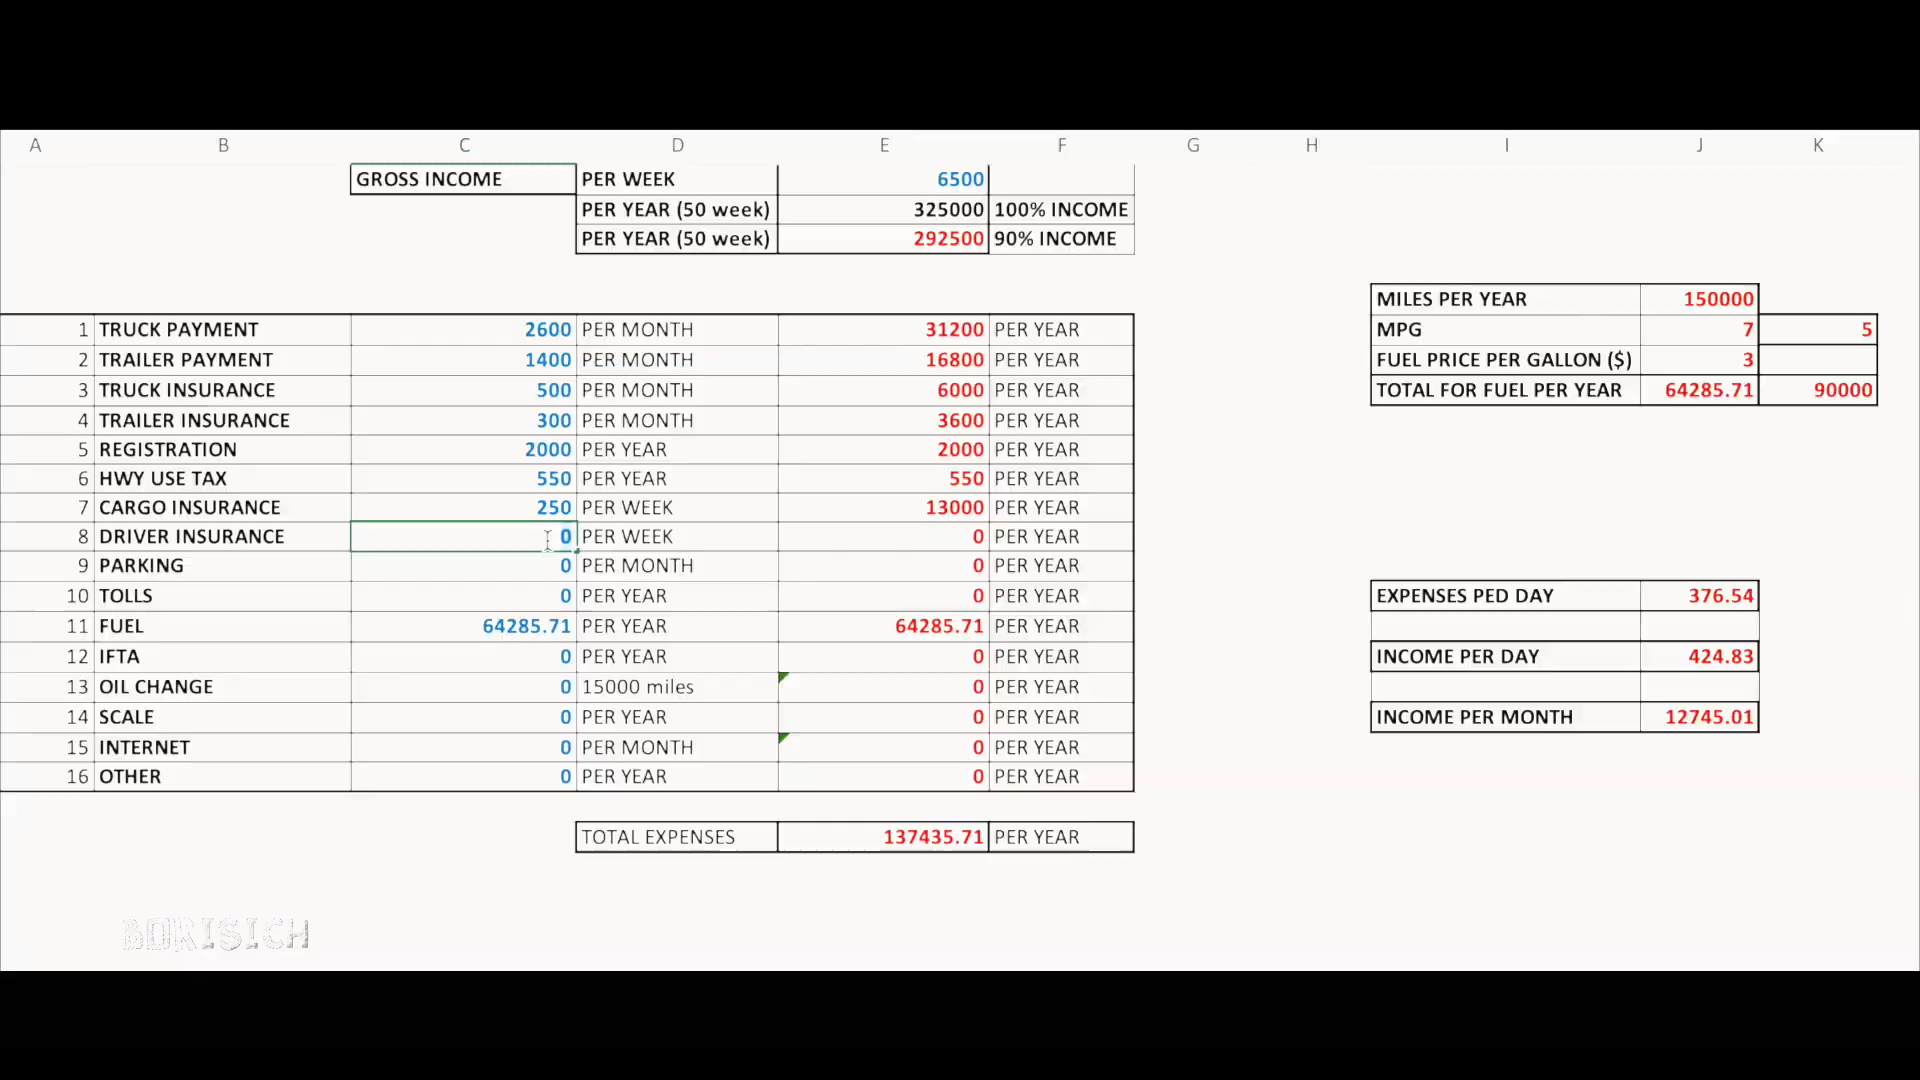 A B C D E F G H I J K
GROSS INCOME PER WEEK 6500
PER YEAR (50 week) 325000 100% INCOME
PER YEAR (50 week) 292500 90% INCOME
MILES PER YEAR 150000
1 TRUCK PAYMENT 2600 PER MONTH 31200 PER YEAR MPG 7 5
2 TRAILER PAYMENT 1400 PER MONTH 16800 PER YEAR FUEL PRICE PER GALLON ($) 3
3 TRUCK INSURANCE 500 PER MONTH 6000 PER YEAR TOTAL FOR FUEL PER YEAR 64285.71 90000
4 TRAILER INSURANCE 300 PER MONTH 3600 PER YEAR
5 REGISTRATION 2000 PER YEAR 2000 PER YEAR
6 HWY USE TAX 550 PER YEAR 550 PER YEAR
7 CARGO INSURANCE 250 PER WEEK 13000 PER YEAR
8 DRIVER INSURANCE 0 PER WEEK 0 PER YEAR
9 PARKING 0 PER MONTH 0 PER YEAR
10 TOLLS 0 PER YEAR 0 PER YEAR EXPENSES PED DAY 376.54
11 FUEL 64285.71 PER YEAR 64285.71 PER YEAR
12 IFTA 0 PER YEAR 0 PER YEAR INCOME PER DAY 424.83
13 OIL CHANGE 0 15000 miles 0 PER YEAR
14 SCALE 0 PER YEAR 0 PER YEAR INCOME PER MONTH 12745.01
15 INTERNET 0 PER MONTH 0 PER YEAR
16 OTHER 0 PER YEAR 0 PER YEAR
TOTAL EXPENSES 137435.71 PER YEAR
BORISICH